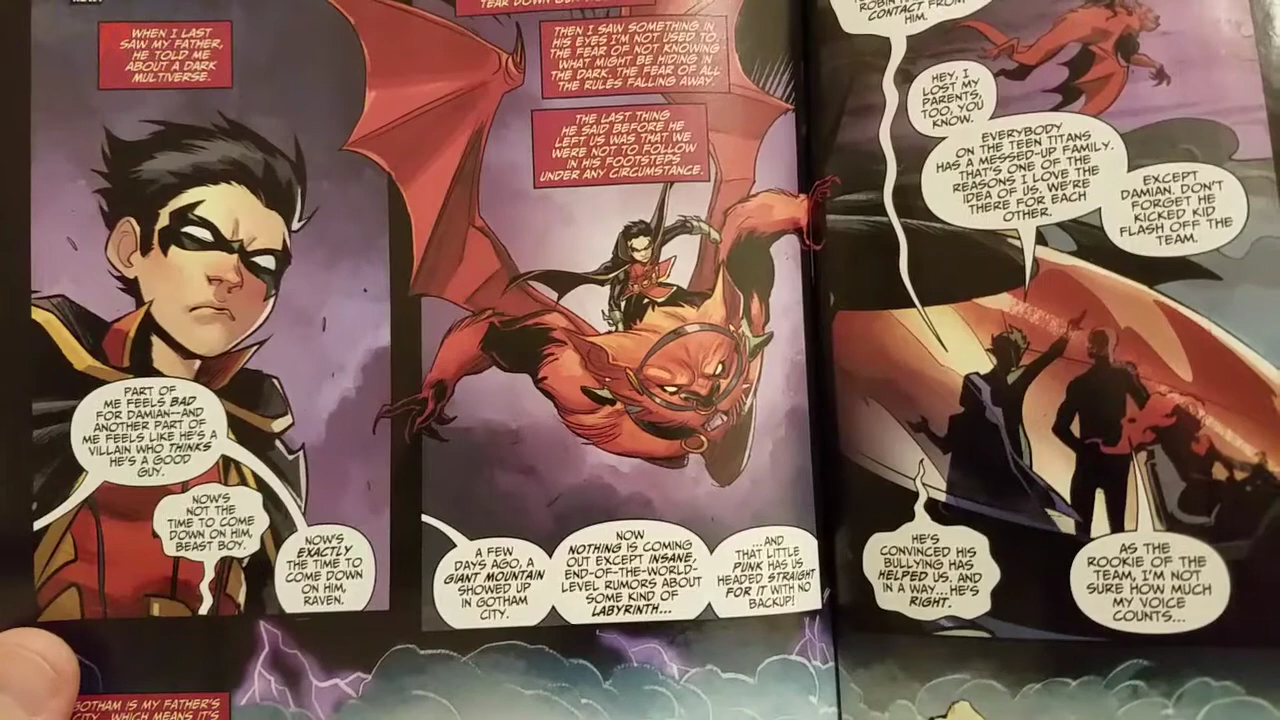 WHEN I LAST
SAW MY FATHER,
HE TOLD ME
ABOUT A DARK
MULTIVERSE.
PART OF
ME FEELS BAD
FOR DAMIAN--AND
ANOTHER PART OF
ME FEELS LIKE HE'S A
VILLAIN WHO THINKS
HE'S A GOOD
GUY.
NOW'S
NOT THE
TIME TO COME
DOWN ON HIM,
BEAST BOY.
NOW'S
EXACTLY
THE TIME TO
COME DOWN
ON HIM,
RAVEN.
TEAR DOWN
THEN I SAW SOMETHING IN
HIS EYES I'M NOT USED TO.
THE FEAR OF NOT KNOWING
WHAT MIGHT BE HIDING IN
THE DARK. THE FEAR OF ALL
THE RULES FALLING AWAY.
THE LAST THING
HE SAID BEFORE HE
LEFT US WAS THAT WE
WERE NOT TO FOLLOW
IN HIS FOOTSTEPS
UNDER ANY CIRCUMSTANCE.
A FEW
DAYS AGO, A
GIANT MOUNTAIN
SHOWED UP
IN GOTHAM
CITY.
NOW
NOTHING IS COMING
OUT EXCEPT INSANE,
END-OF-THE-WORLD-
LEVEL RUMORS ABOUT
SOME KIND OF
LABYRINTH...
...AND
THAT LITTLE
PUNK HAS US
HEADED STRAIGHT
FOR IT WITH NO
BACKUP!
ROBIN
CONTACT FROM
HIM.
HEY, I
LOST MY
PARENTS,
TOO, YOU
KNOW.
EVERYBODY
ON THE TEEN TITANS
HAS A MESSED-UP FAMILY.
THAT'S ONE OF THE
REASONS I LOVE THE
IDEA OF US. WE'RE
THERE FOR EACH
OTHER.
EXCEPT
DAMIAN. DON'T
FORGET HE
KICKED KID
FLASH OFF THE
TEAM.
HE'S
CONVINCED HIS
BULLYING HAS
HELPED US. AND
IN A WAY...HE'S
RIGHT.
AS THE
ROOKIE OF THE
TEAM, I'M NOT
SURE HOW MUCH
MY VOICE
COUNTS...
GOTHAM IS MY FATHER'S
CITY, WHICH MEANS IT'S